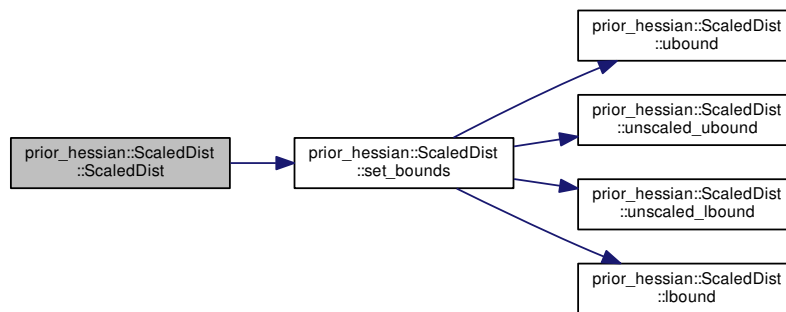 prior_hessian::ScaledDist
::ScaledDist
prior_hessian::ScaledDist
::set_bounds
prior_hessian::ScaledDist
::ubound
prior_hessian::ScaledDist
::unscaled_ubound
prior_hessian::ScaledDist
::unscaled_lbound
prior_hessian::ScaledDist
::lbound